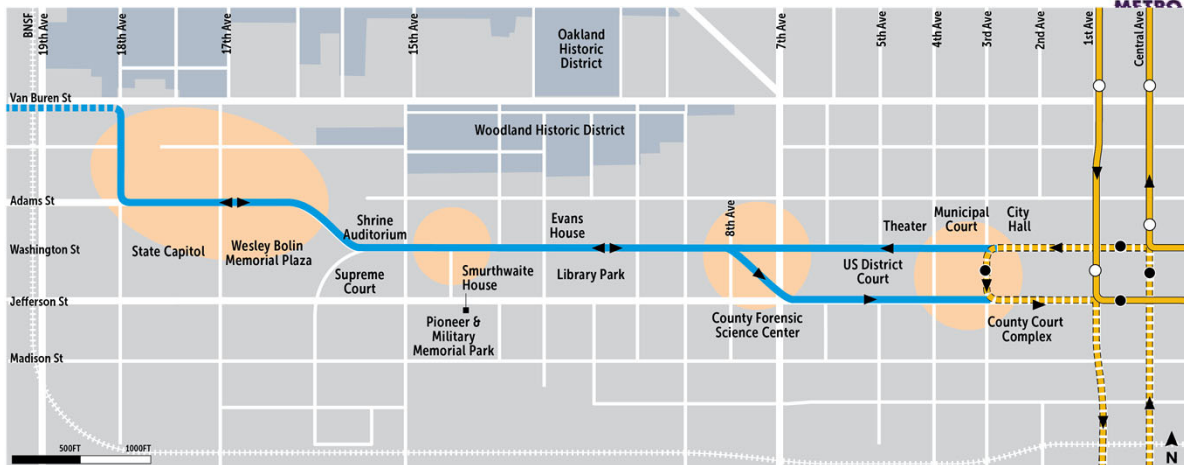 METRO
BNSF
19th Ave
18th Ave
17th Ave
15th Ave
7th Ave
5th Ave
4th Ave
3rd Ave
2nd Ave
1st Ave
Central Ave
Oakland
Historic
District
Van Buren St
Woodland Historic District
Adams St
State Capitol
Wesley Bolin
Memorial Plaza
Shrine
Auditorium
Evans
House
8th Ave
Theater
Municipal
Court
City
Hall
Washington St
Supreme
Court
Smurthwaite
House
Library Park
US District
Court
Jefferson St
Pioneer &
Military
Memorial Park
County Forensic
Science Center
County Court
Complex
Madison St
500FT
1000FT
N